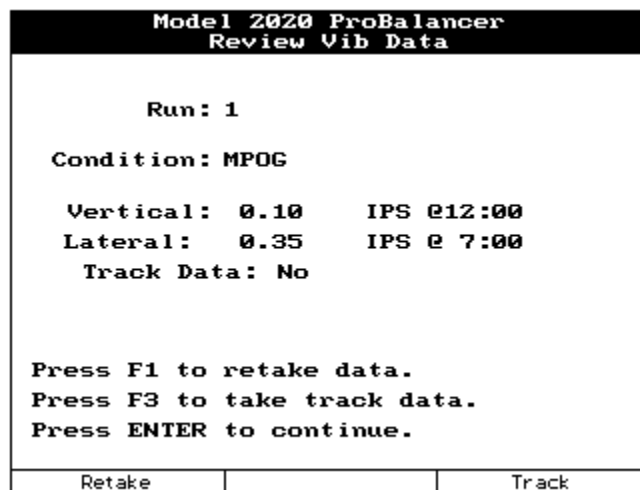 Model 2020 ProBalancer
Review Vib Data
Run: 1
Condition: MPOG
Vertical: 0.10 IPS @12:00
Lateral: 0.35 IPS @ 7:00
Track Data: No
Press F1 to retake data.
Press F3 to take track data.
Press ENTER to continue.
Retake Track